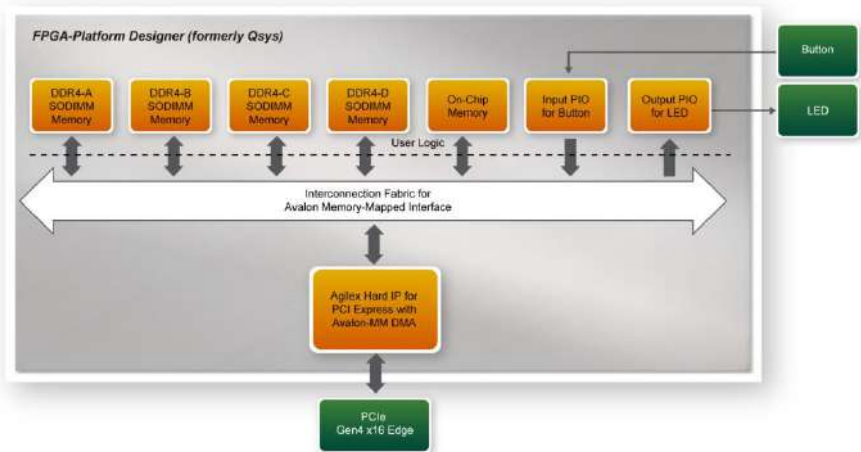 FPGA-Platform Designer (formerly Qsys)
Button
DDR4-A
SODIMM
Memory
DDR4-B
SODIMM
Memory
DDR4-C
SODIMM
Memory
DDR4-D
SODIMM
Memory
On-Chip
Memory
Input PIO
for Button
Output PIO
for LED
LED
User Logic
Interconnection Fabric for
Avalon Memory-Mapped Interface
Agilex Hard IP for
PCI Express with
Avalon-MM DMA
PCIe
Gen4 x16 Edge